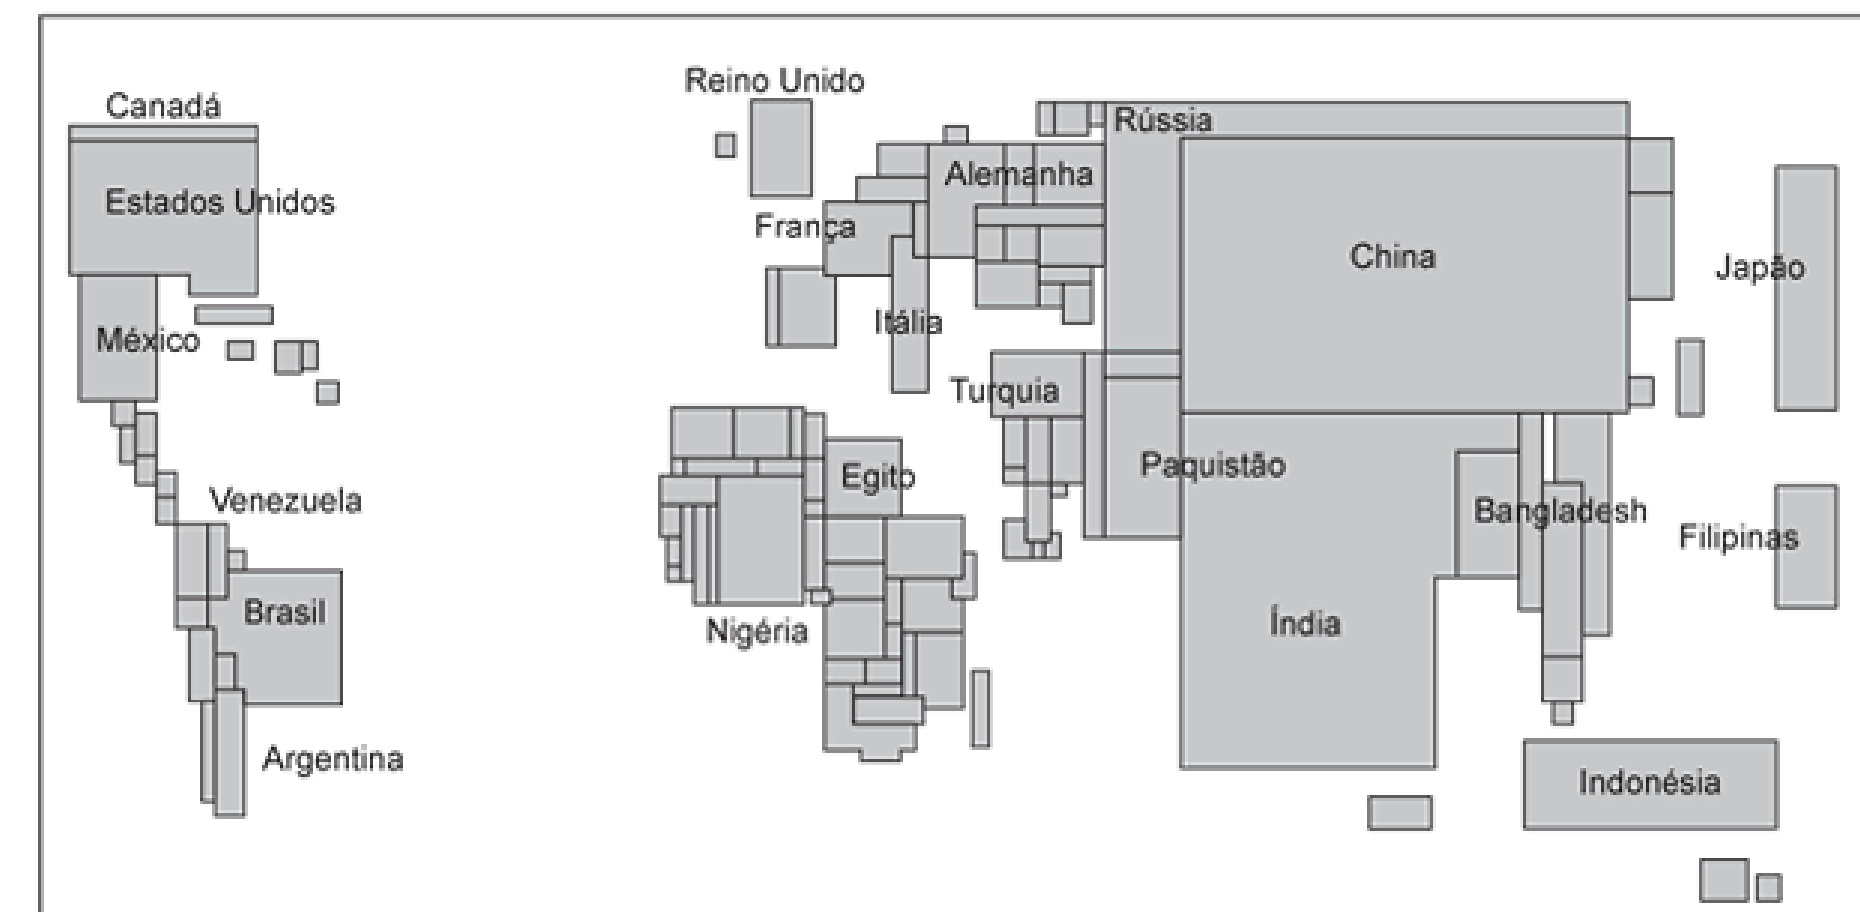 Reino Unido
Canadá
Rússia
Alemanha
Estados Unidos
França
China
Japão
Itália
México
Turquia
Paquistão
Egito
Venezuela
Bangladesh
Filipinas
Brasil
Índia
Nigéria
Argentina
Indonésia